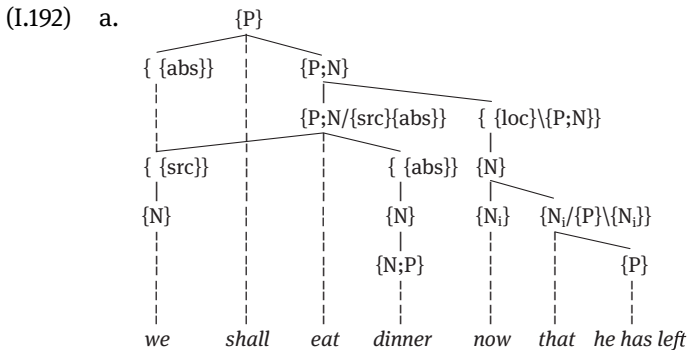 (I.192) a. {P}
{ {abs}} {P;N}
{P;N/{src}{abs}} { {loc}\{P;N}}
{ {src}} { {abs}} {N}
{N} {N} {Nᵢ} {Nᵢ/{P}\{Nᵢ}}
{N;P} {P}
we shall eat dinner now that he has left